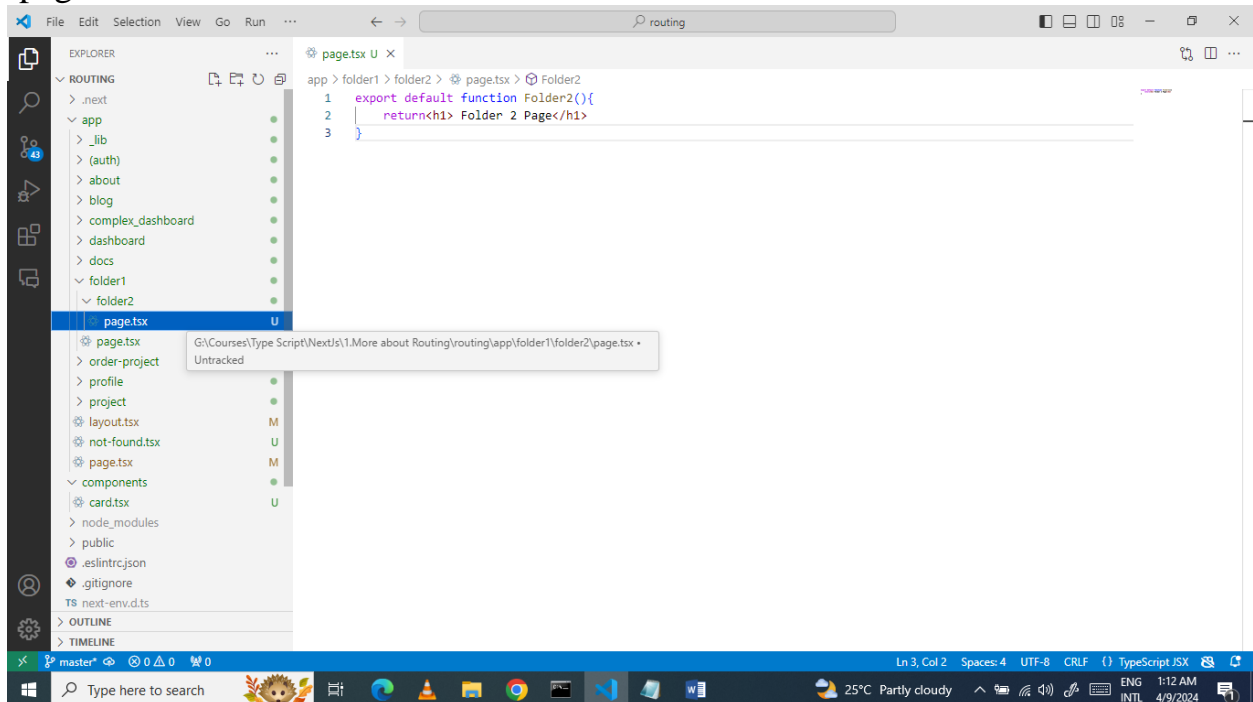 File Edit Selection View Go Run ···
routing
EXPLORER
ROUTING
.next
app
_lib
(auth)
about
blog
complex_dashboard
dashboard
docs
folder1
folder2
page.tsx U
page.tsx
order-project
profile
project
layout.tsx M
not-found.tsx U
page.tsx M
components
card.tsx U
node_modules
public
.eslintrc.json
.gitignore
TS next-env.d.ts
OUTLINE
TIMELINE
43
page.tsx U ×
app > folder1 > folder2 > page.tsx > Folder2
1 export default function Folder2(){
2 return<h1> Folder 2 Page</h1>
3 }
G:\Courses\Type Script\NextJs\1.More about Routing\routing\app\folder1\folder2\page.tsx •
Untracked
master* 0 0 0
Ln 3, Col 2 Spaces: 4 UTF-8 CRLF {} TypeScript JSX
Type here to search
25°C Partly cloudy
ENG
INTL
1:12 AM
4/9/2024
1